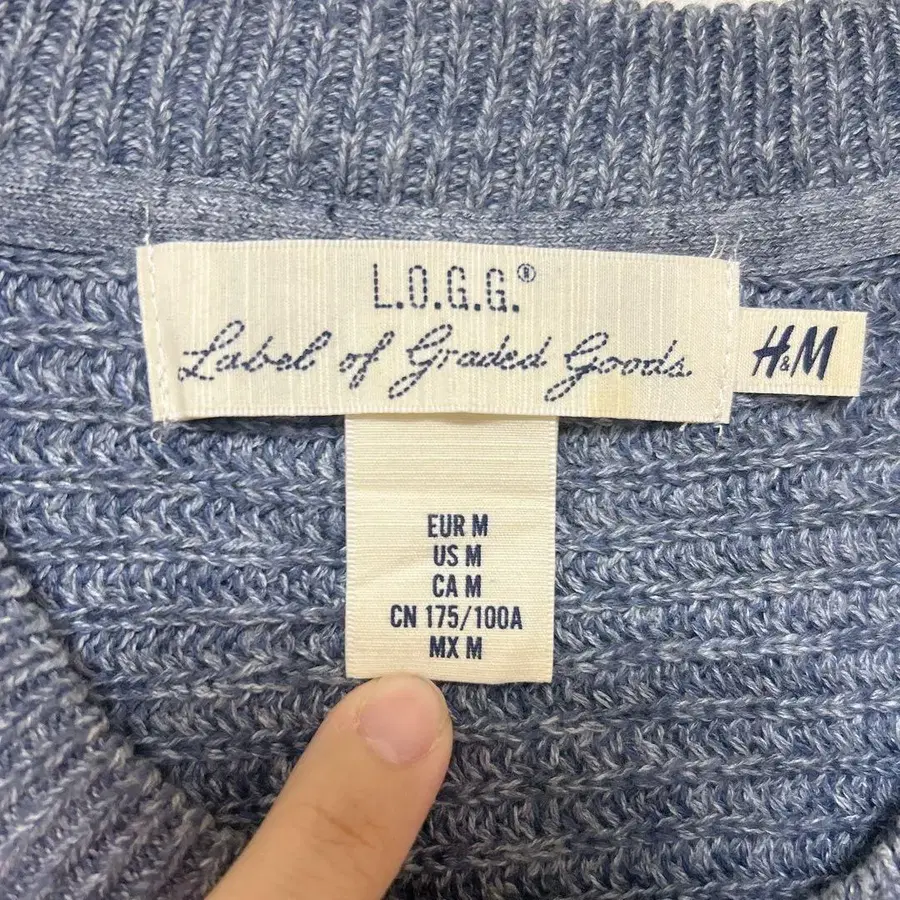 L.O.G.G.®
Label of Graded Goods.
H&M
EUR M
US M
CA M
CN 175/100A
MX M